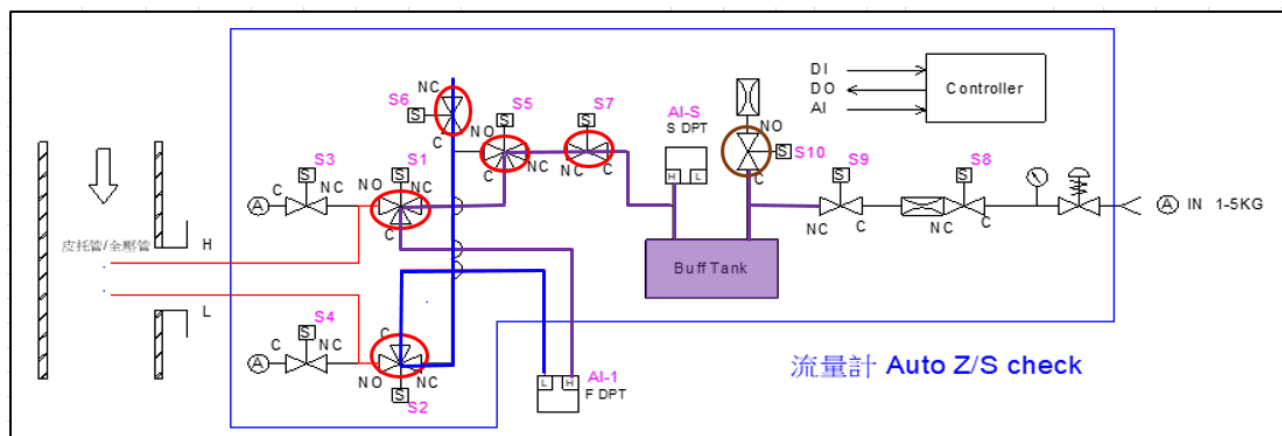 NC
S6
S
NO
C
S5
S
NC
C
S7
S
NC
C
AI-S
S DPT
H
L
NO
S
S10
C
DI
DO
AI
Controller
S3
S
C
NC
A
S1
S
NO
NC
C
S9
S
NC
C
S8
S
NC
C
A
IN 1-5KG
皮托管/全壓管
H
L
Buff Tank
S4
S
C
NC
A
C
NO
NC
S
S2
L
H
AI-1
F DPT
流量計 Auto Z/S check